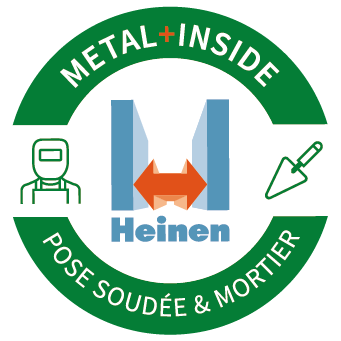 METAL+INSIDE
Heinen
POSE SOUDÉE & MORTIER